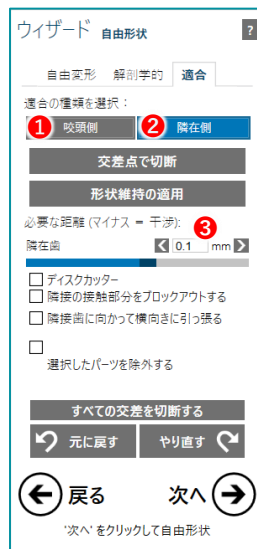 ウィザード 自由形状 ?
自由変形 解剖学的 適合
適合の種類を選択：
1 咬頭側 2 隣在側
交差点で切断
形状維持の適用
必要な距離 (マイナス = 干渉):
3
隣在歯 0.1 mm
ディスクカッター
隣接の接触部分をブロックアウトする
隣接歯に向かって横向きに引っ張る
選択したパーツを除外する
すべての交差を切断する
元に戻す やり直す
戻る 次へ
'次へ' をクリックして自由形状